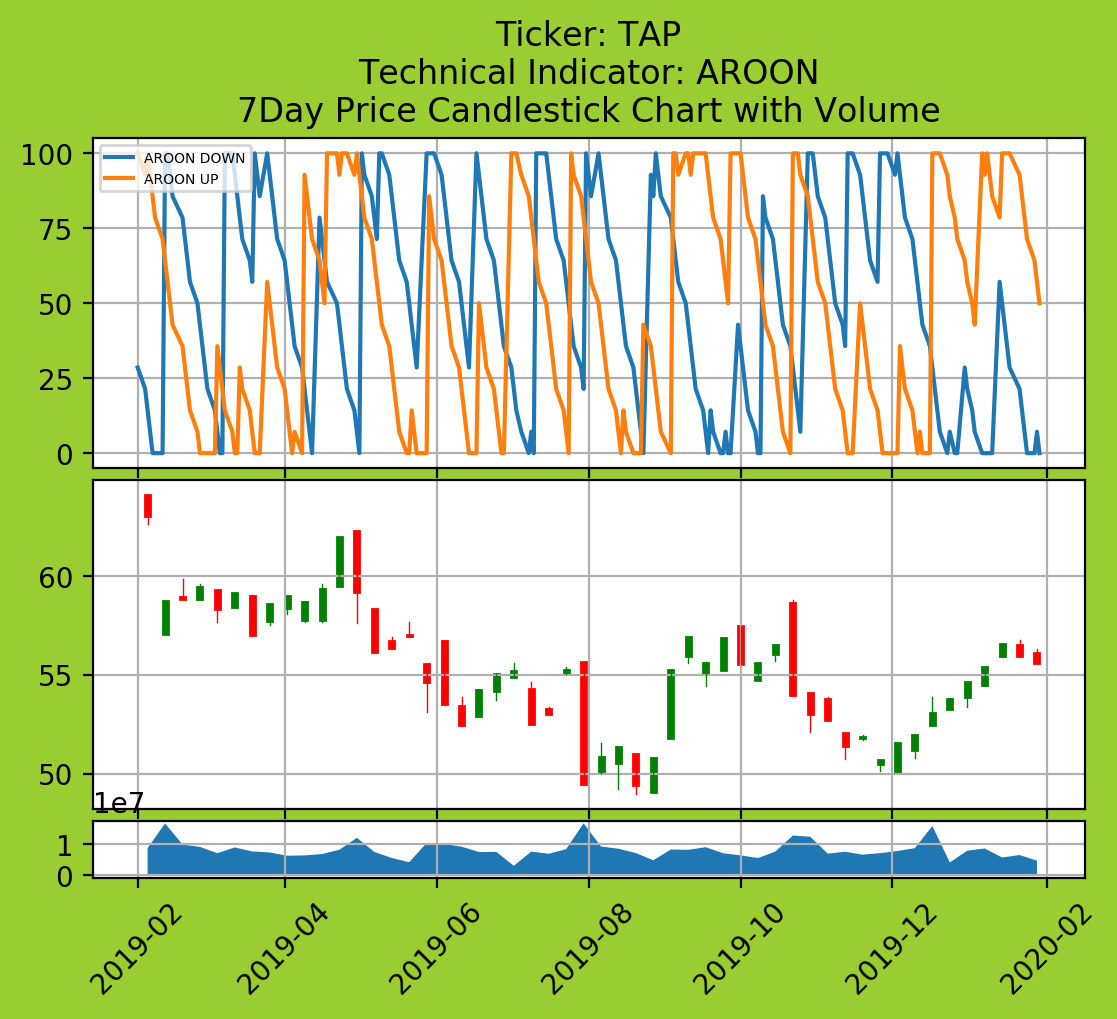 Ticker: TAP
Technical Indicator: AROON
7Day Price Candlestick Chart with Volume
100
75
50
25
0
AROON DOWN
AROON UP
60
55
50
1e7
1
0
2019-02
2019-04
2019-06
2019-08
2019-10
2019-12
2020-02